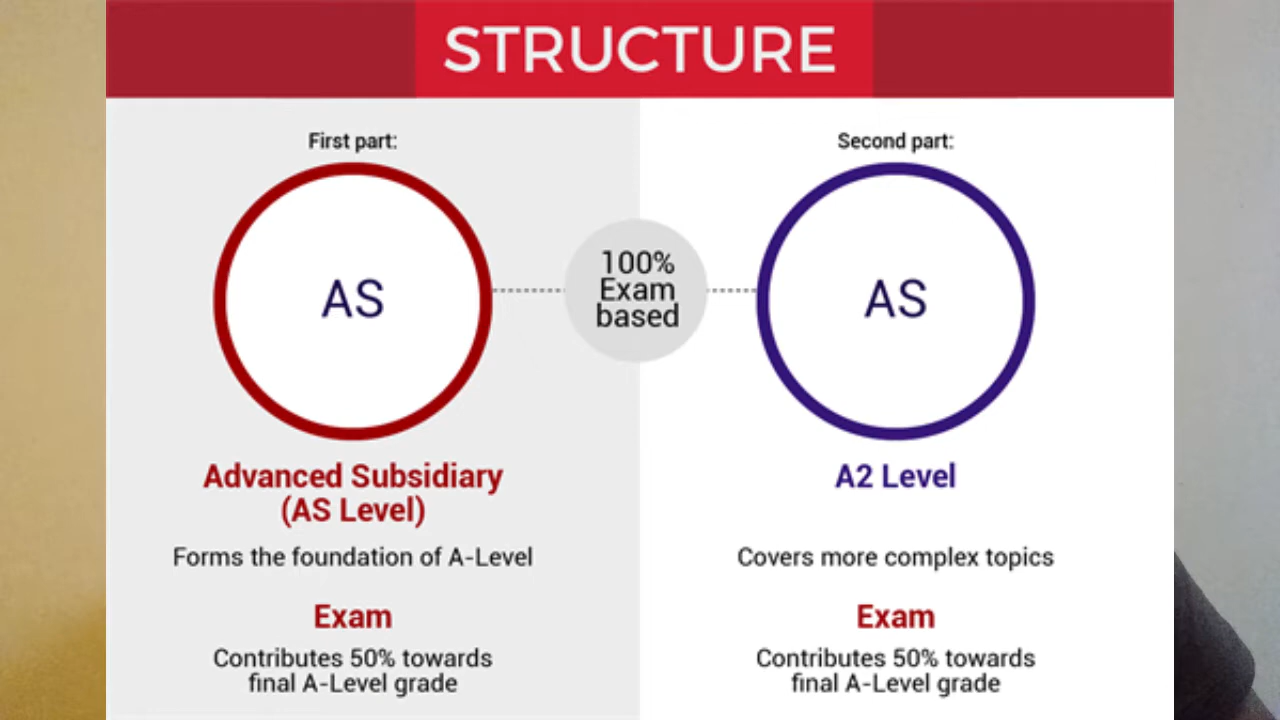 STRUCTURE
First part:
AS
Advanced Subsidiary
(AS Level)
Forms the foundation of A-Level
Exam
Contributes 50% towards
final A-Level grade
100%
Exam
based
Second part:
AS
A2 Level
Covers more complex topics
Exam
Contributes 50% towards
final A-Level grade